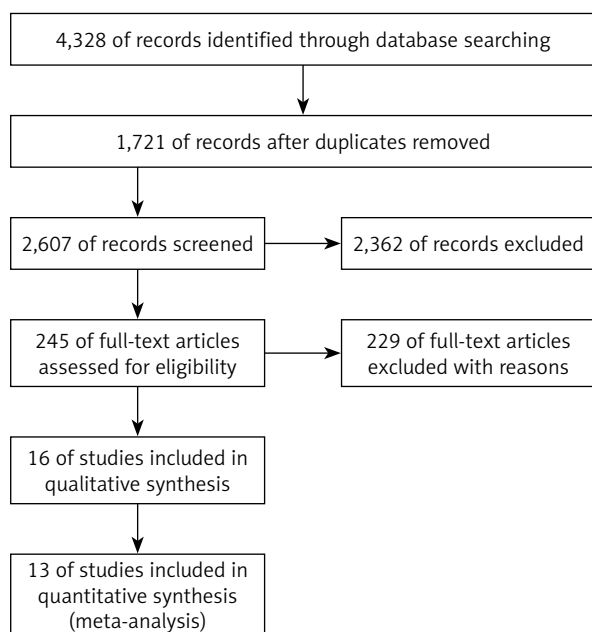 4,328 of records identified through database searching
1,721 of records after duplicates removed
2,607 of records screened
2,362 of records excluded
245 of full-text articles
assessed for eligibility
229 of full-text articles
excluded with reasons
16 of studies included in
qualitative synthesis
13 of studies included in
quantitative synthesis
(meta-analysis)